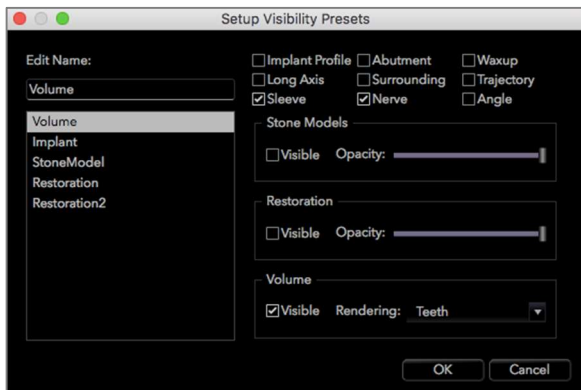 Setup Visibility Presets
Edit Name:
Volume
Volume
Implant
StoneModel
Restoration
Restoration2
Implant Profile Abutment Waxup
Long Axis Surrounding Trajectory
Sleeve Nerve Angle
Stone Models
Visible Opacity:
Restoration
Visible Opacity:
Volume
Visible Rendering: Teeth
OK Cancel